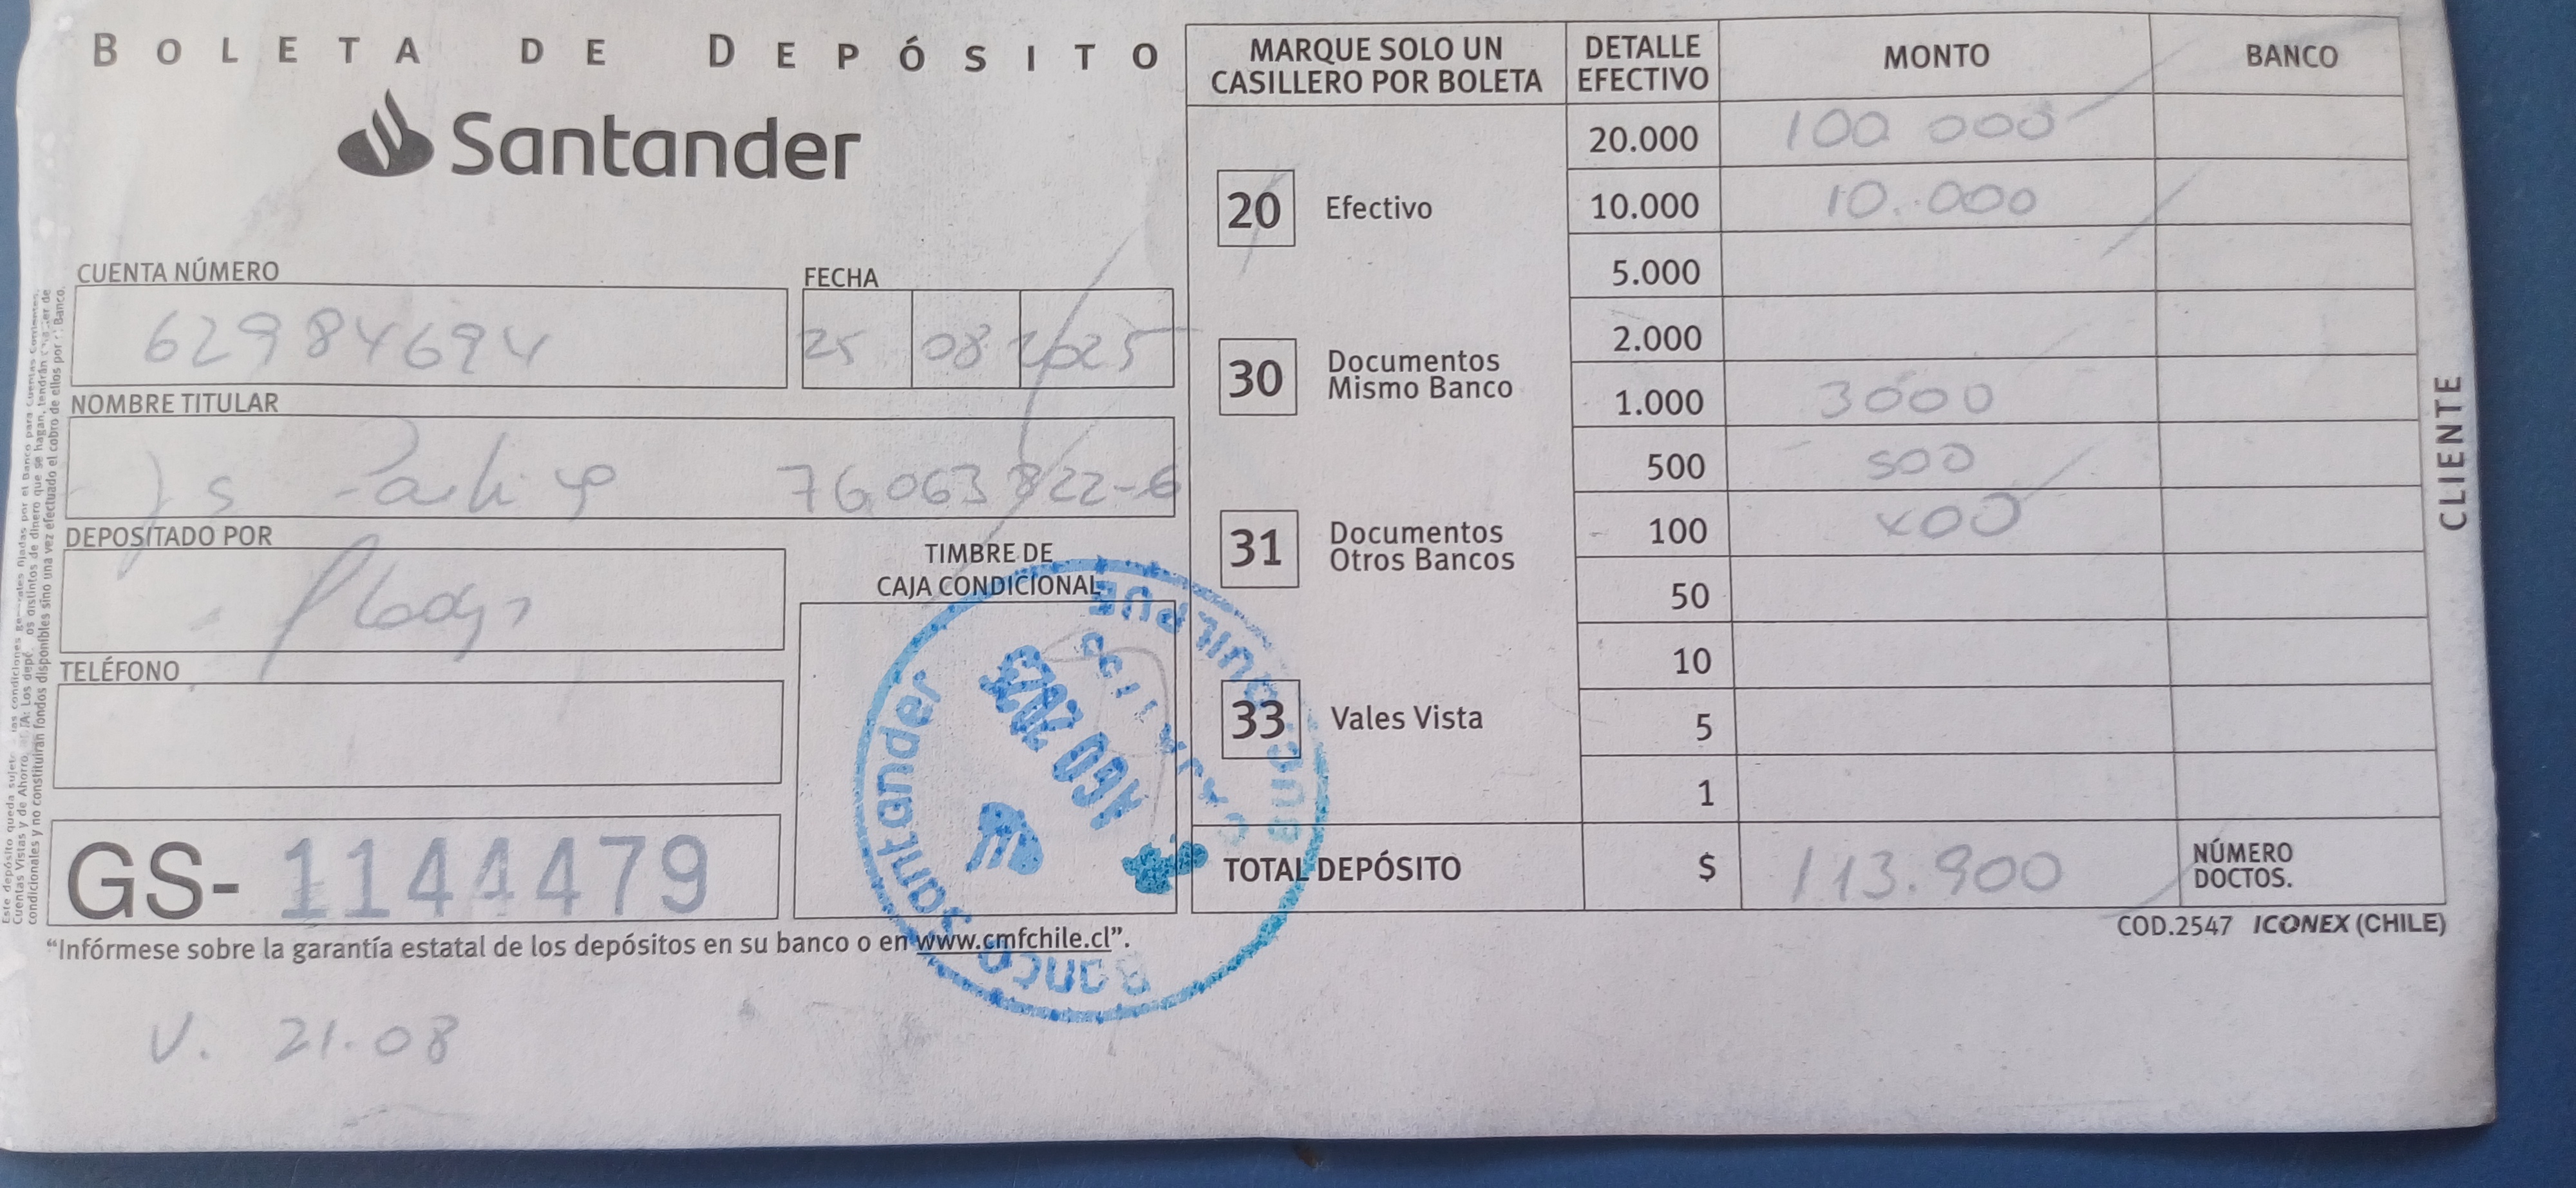 BOLETA DE DEPÓSITO
Santander
CUENTA NÚMERO
62984694
FECHA
25 08 2025
NOMBRE TITULAR
Js Parking 76063822-6
DEPOSITADO POR
TELÉFONO
TIMBRE DE
CAJA CONDICIONAL
GS- 1144479
"Infórmese sobre la garantía estatal de los depósitos en su banco o en www.cmfchile.cl".
V. 21.08
MARQUE SOLO UN
CASILLERO POR BOLETA
DETALLE
EFECTIVO
MONTO
BANCO
20 Efectivo
30 Documentos
Mismo Banco
31 Documentos
Otros Bancos
33 Vales Vista
20.000 100 000
10.000 10.000
5.000
2.000
1.000 3000
500 500
100 400
50
10
5
1
TOTAL DEPÓSITO $ 113.900
NÚMERO
DOCTOS.
COD.2547 ICONEX (CHILE)
CLIENTE
Banco Santander
AGO 2025